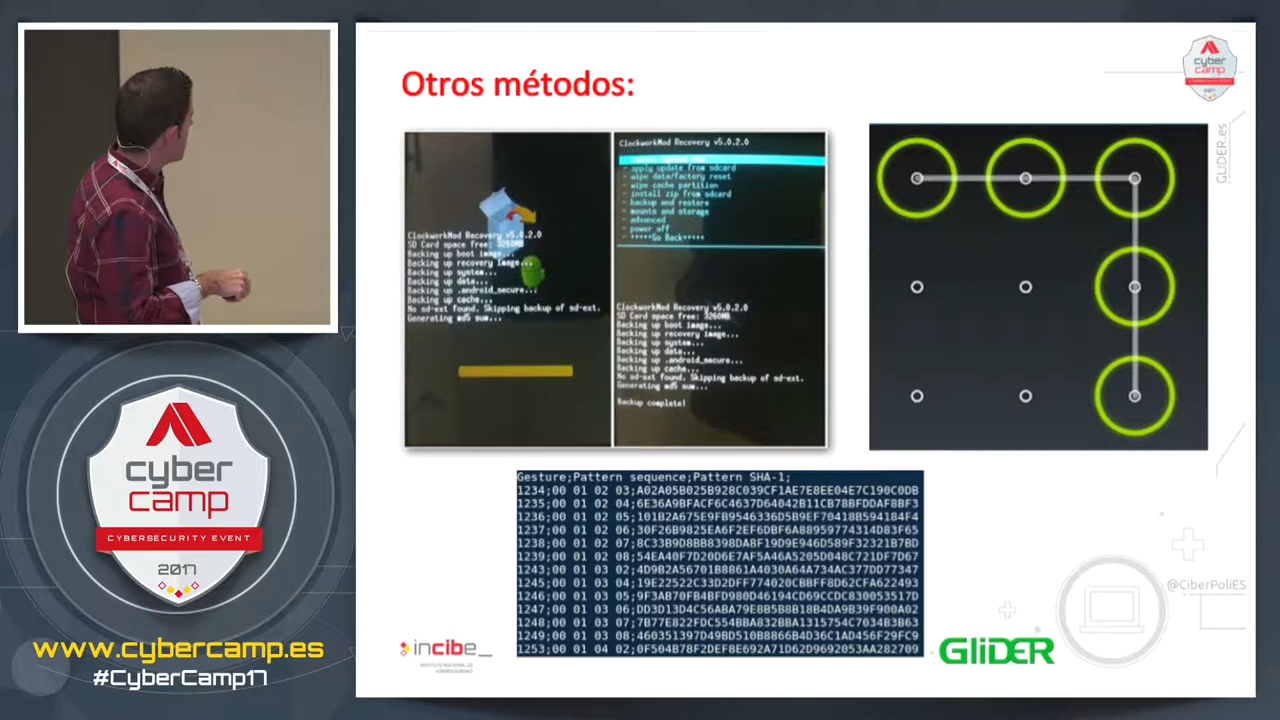 Otros métodos:
cyber
camp
2017
GLIDER.es
ClockworkMod Recovery v5.0.2.0
SD Card space free: 3260MB
Backing up boot image...
Backing up recovery image...
Backing up system...
Backing up data...
Backing up .android_secure...
Backing up cache...
No sd-ext found. Skipping backup of sd-ext.
Generating md5 sum...
ClockworkMod Recovery v5.0.2.0
- apply update from sdcard
- wipe data/factory reset
- wipe cache partition
- install zip from sdcard
- backup and restore
- mounts and storage
- advanced
- power off
- *****Go Back*****
ClockworkMod Recovery v5.0.2.0
SD Card space free: 3260MB
Backing up boot image...
Backing up recovery image...
Backing up system...
Backing up data...
Backing up .android_secure...
Backing up cache...
No sd-ext found. Skipping backup of sd-ext.
Generating md5 sum...
Backup complete!
Gesture;Pattern sequence;Pattern SHA-1;
1234;00 01 02 03;A02A05B025B928C039CF1AE7E8EE04E7C190C0DB
1235;00 01 02 04;6E36A9BFACF6C4637D64042B11CB78BFDDAF8BF3
1236;00 01 02 05;101B2A675E9FB9546336D5B9EF70418B594184F4
1237;00 01 02 06;30F26B9825EA6F2EF6DBF6A88959774314D83F65
1238;00 01 02 07;8C33B9D8BB8398DA8F19D9E946D589F32321B7BD
1239;00 01 02 08;54EA40F7D20D6E7AF5A46A5205D048C721DF7D67
1243;00 01 03 02;4D9B2A56701B8861A4030A64A734AC377DD77347
1245;00 01 03 04;19E22522C33D2DFF774020CBBFF8D62CFA622493
1246;00 01 03 05;9F3AB70FB4BFD980D46194CD69CCDC830053517D
1247;00 01 03 06;DD3D13D4C56ABA79E8B5B8B18B4DA9B39F900A02
1248;00 01 03 07;7B77E822FDC554BBA832BBA1315754C7034B3B63
1249;00 01 03 08;460351397D49BD510B8866B4D36C1AD456F29FC9
1253;00 01 04 02;0F504B78F2DEF8E692A71D62D9692053AA282709
@CiberPoliES
incibe_
INSTITUTO NACIONAL DE
CIBERSEGURIDAD
GLIDER
cyber
camp
CYBERSECURITY EVENT
2017
www.cybercamp.es
#CyberCamp17